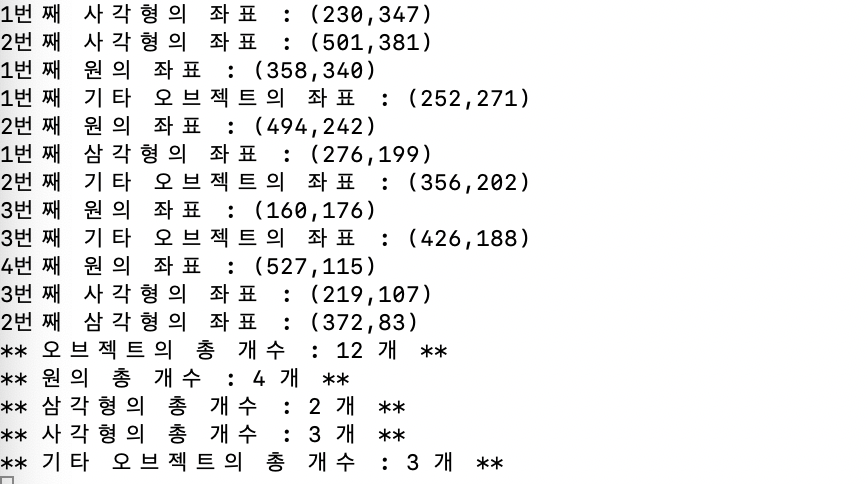 1번째 사각형의 좌표 : (230,347)
2번째 사각형의 좌표 : (501,381)
1번째 원의 좌표 : (358,340)
1번째 기타 오브젝트의 좌표 : (252,271)
2번째 원의 좌표 : (494,242)
1번째 삼각형의 좌표 : (276,199)
2번째 기타 오브젝트의 좌표 : (356,202)
3번째 원의 좌표 : (160,176)
3번째 기타 오브젝트의 좌표 : (426,188)
4번째 원의 좌표 : (527,115)
3번째 사각형의 좌표 : (219,107)
2번째 삼각형의 좌표 : (372,83)
** 오브젝트의 총 개수 : 12 개 **
** 원의 총 개수 : 4 개 **
** 삼각형의 총 개수 : 2 개 **
** 사각형의 총 개수 : 3 개 **
** 기타 오브젝트의 총 개수 : 3 개 **